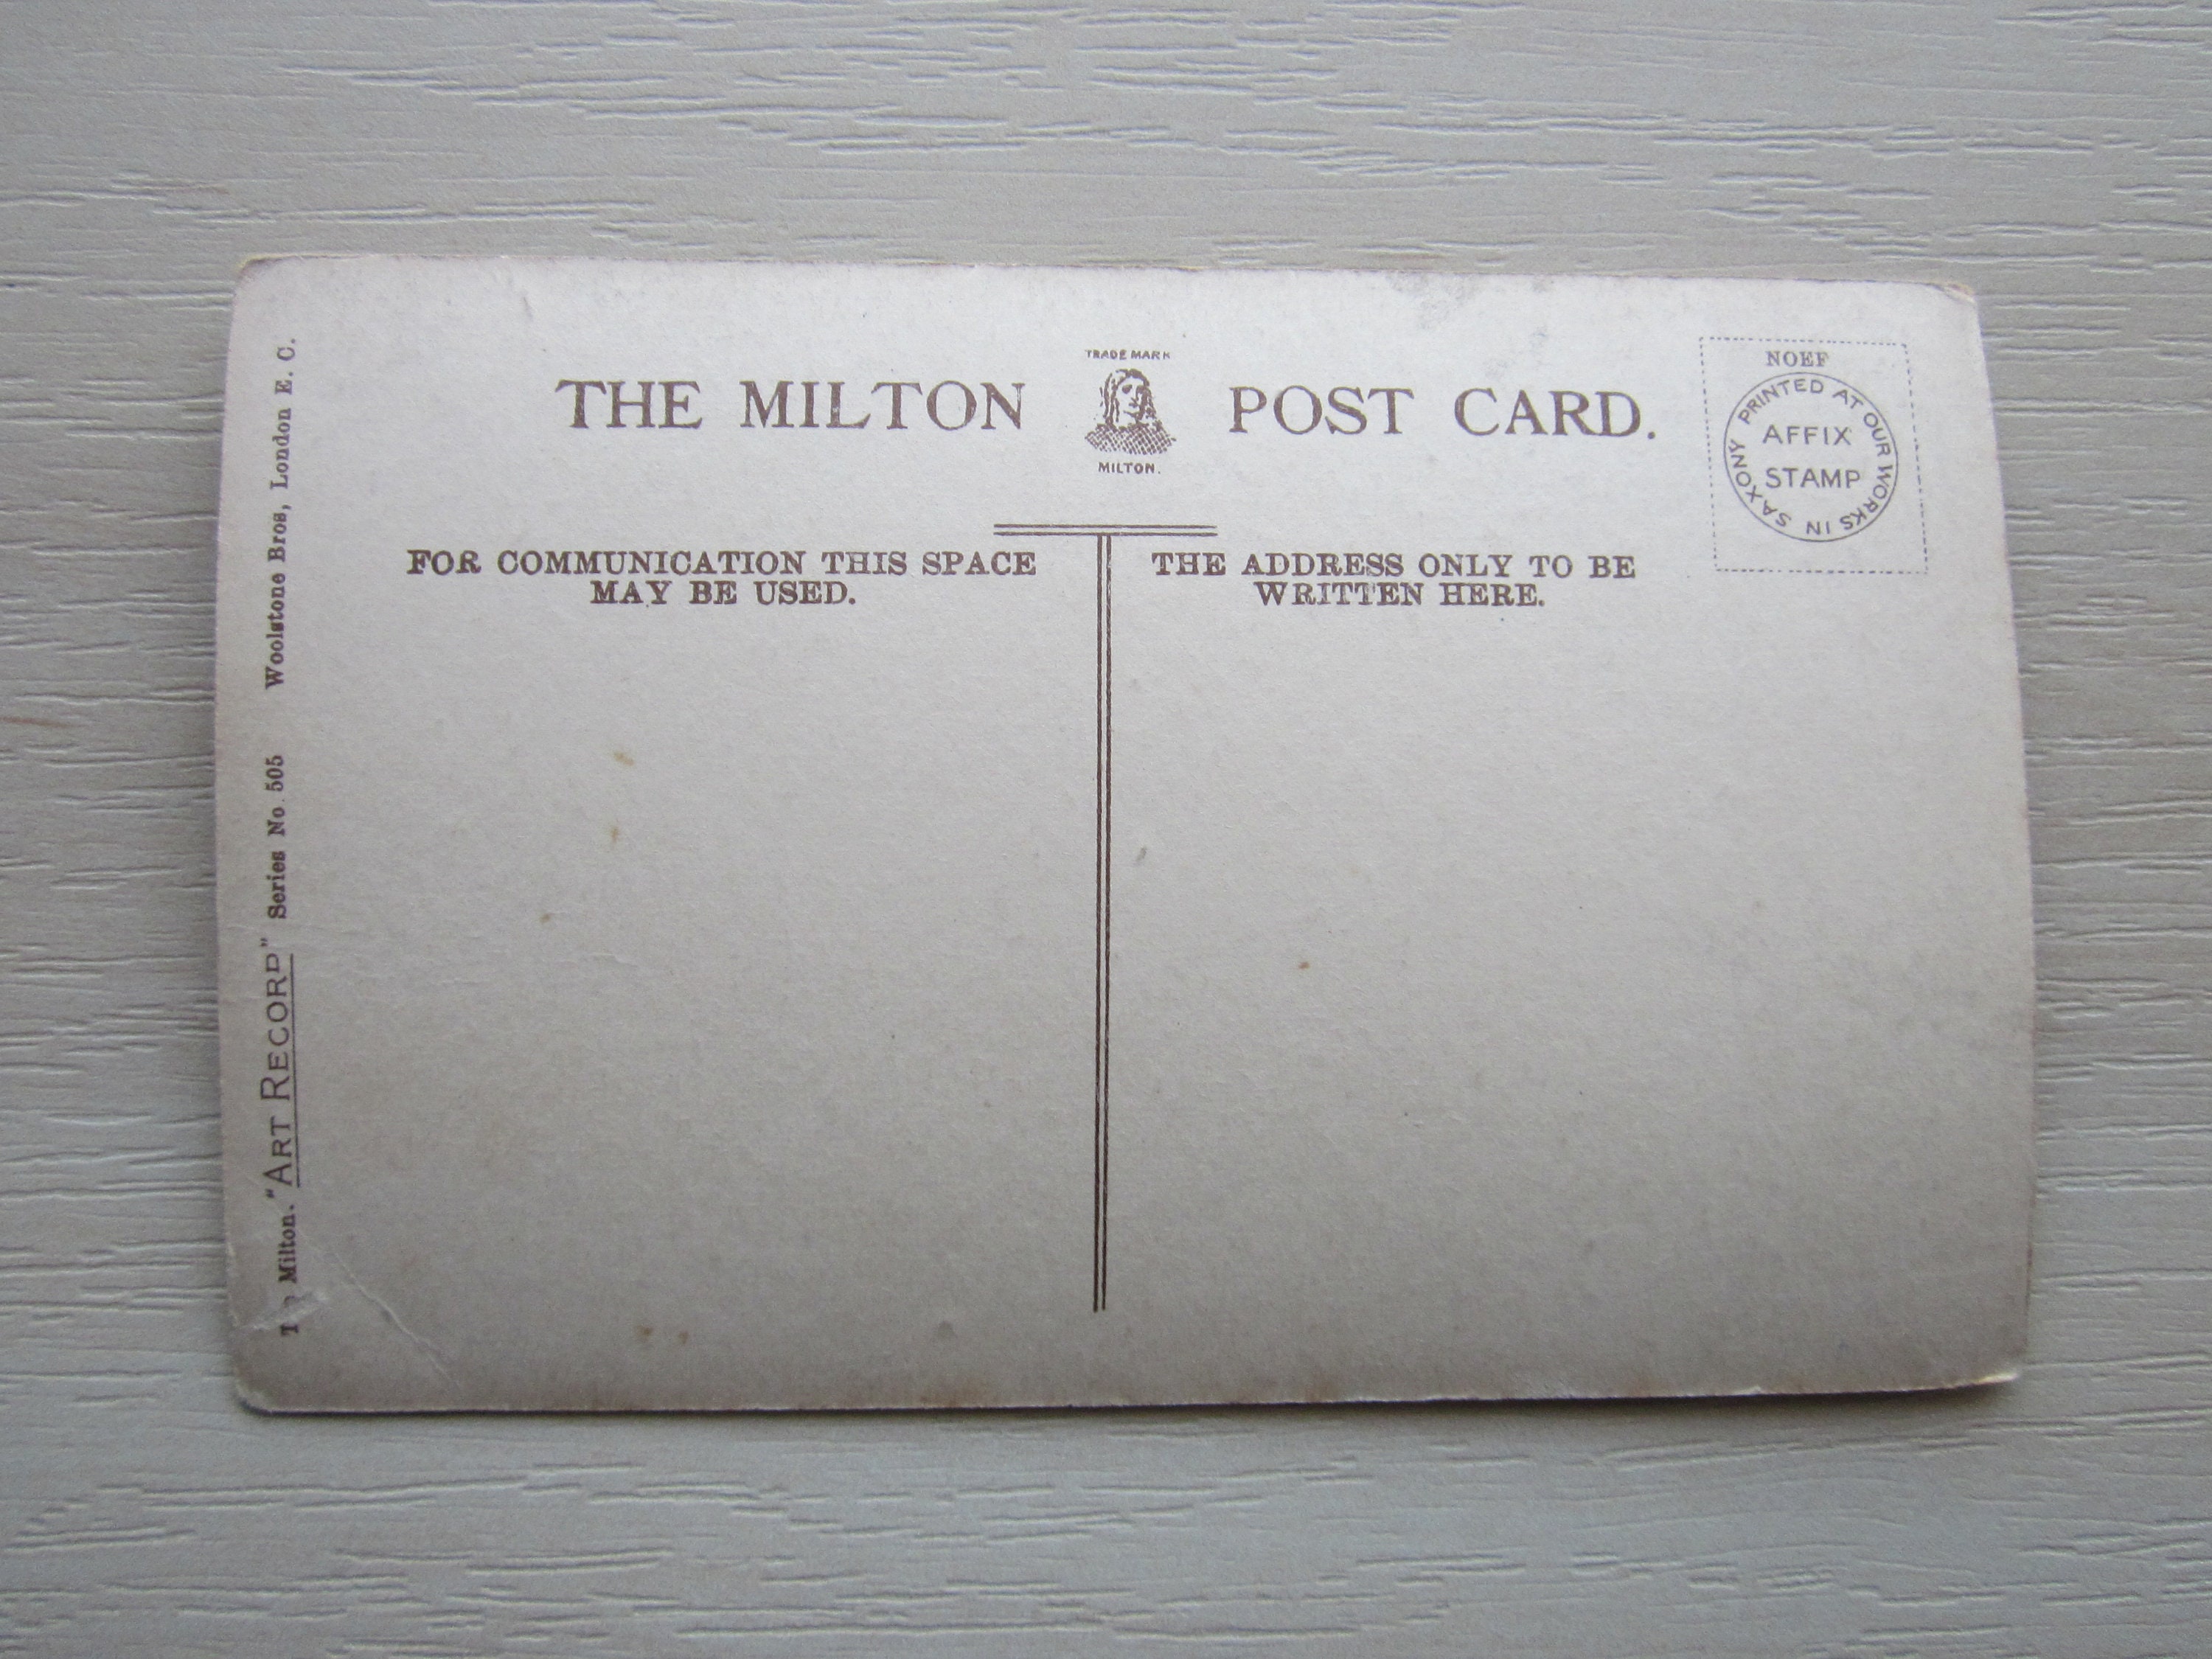 TRADE MARK
THE MILTON POST CARD.
MILTON.
NOEF
PRINTED AT OUR WORKS IN SAXONY
AFFIX
STAMP
FOR COMMUNICATION THIS SPACE
MAY BE USED.
THE ADDRESS ONLY TO BE
WRITTEN HERE.
Milton. "ART RECORD" Series No. 505 Woolstone Bros, London E. C.